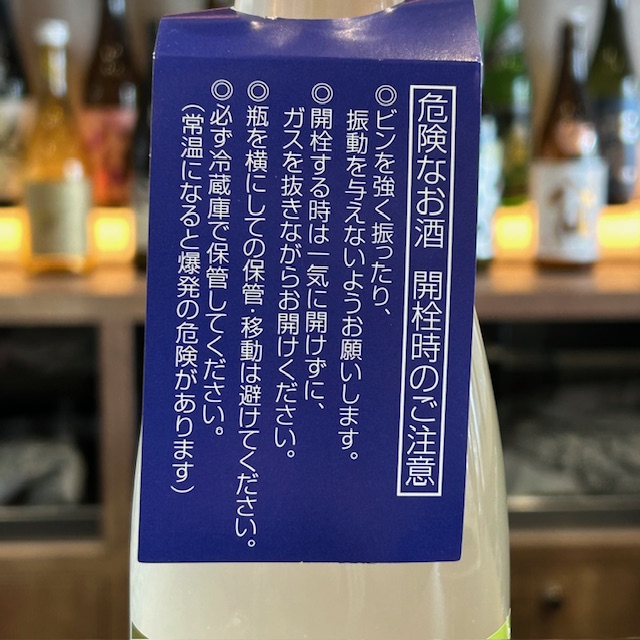 危険なお酒 開栓時のご注意
◎ビンを強く振ったり、
振動を与えないようお願いします。
◎開栓する時は一気に開けずに、
ガスを抜きながらお開けください。
◎瓶を横にしての保管・移動は避けてください。
◎必ず冷蔵庫で保管してください。
(常温になると爆発の危険があります)